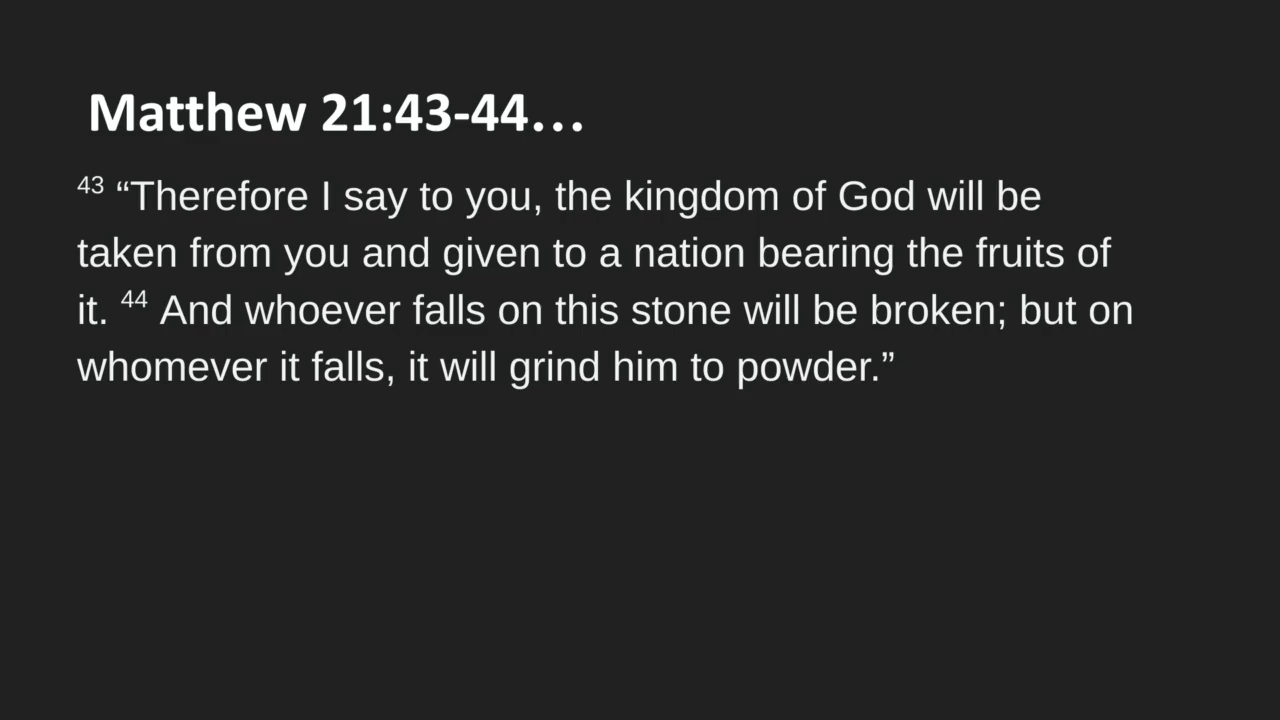 Matthew 21:43-44…
43 “Therefore I say to you, the kingdom of God will be
taken from you and given to a nation bearing the fruits of
it. 44 And whoever falls on this stone will be broken; but on
whomever it falls, it will grind him to powder.”